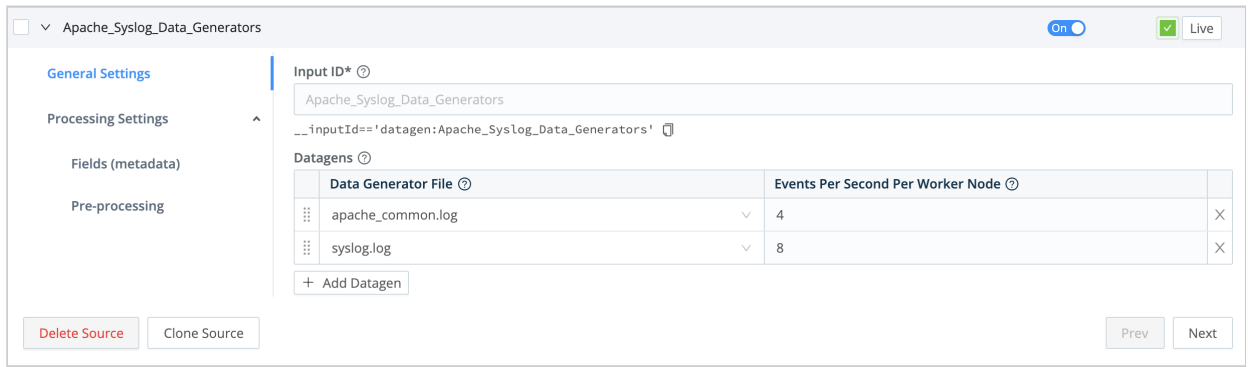 Apache_Syslog_Data_Generators On Live
General Settings
Processing Settings
Fields (metadata)
Pre-processing
Input ID*
Apache_Syslog_Data_Generators
__inputId=='datagen:Apache_Syslog_Data_Generators'
Datagens
Data Generator File Events Per Second Per Worker Node
apache_common.log 4
syslog.log 8
+ Add Datagen
Delete Source Clone Source Prev Next